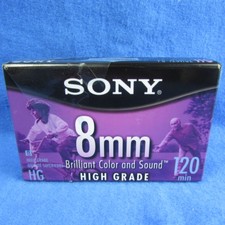 SONY.
8mm
Brilliant Color and Sound™
HG
HIGH GRADE
120
min